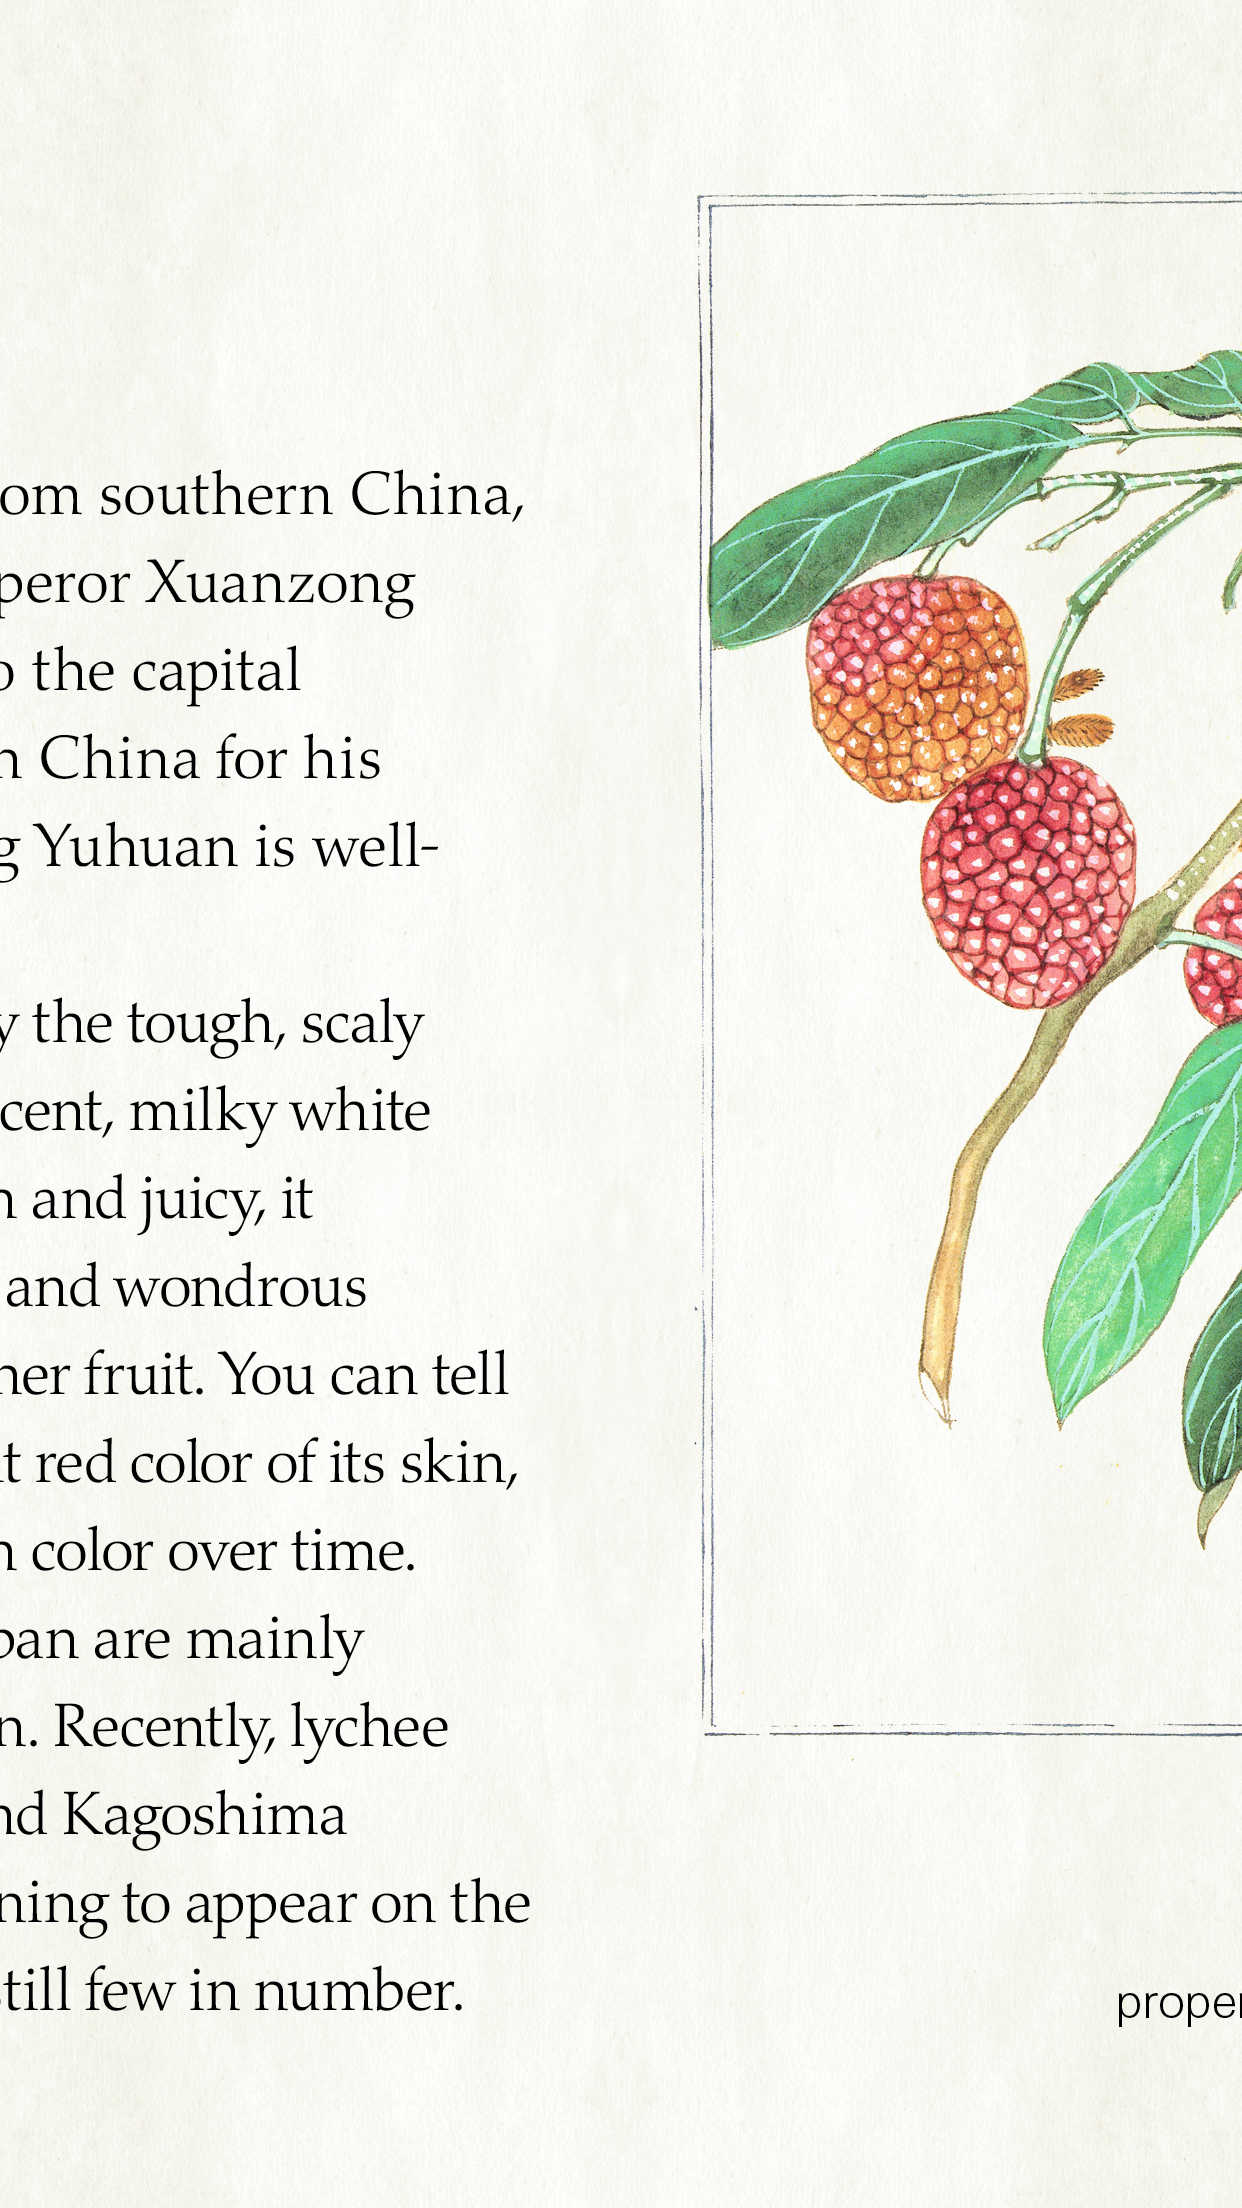 om southern China,
peror Xuanzong
o the capital
n China for his
g Yuhuan is well-
y the tough, scaly
cent, milky white
n and juicy, it
and wondrous
her fruit. You can tell
t red color of its skin,
n color over time.
pan are mainly
n. Recently, lychee
nd Kagoshima
ning to appear on the
still few in number.
proper